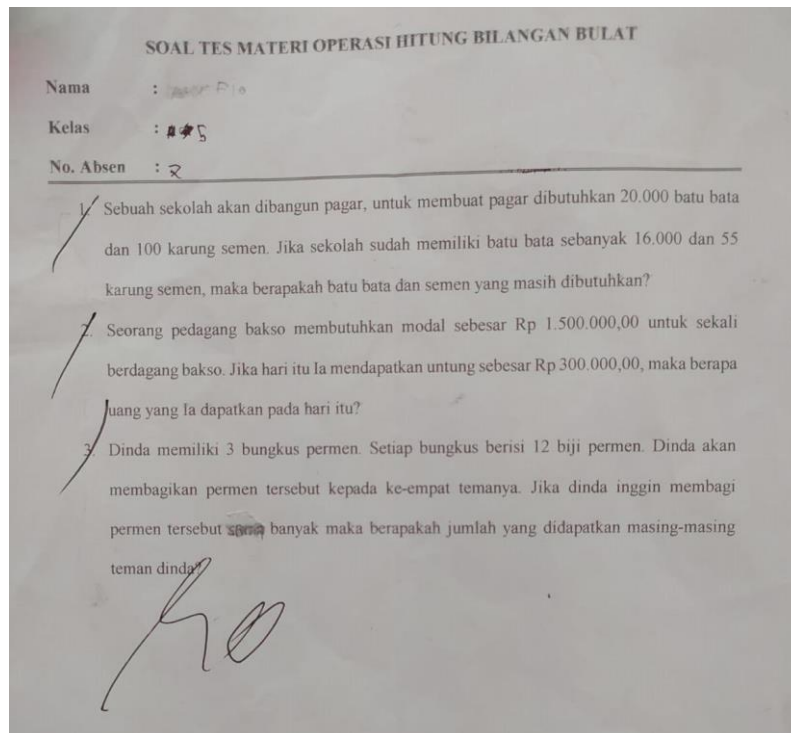 SOAL TES MATERI OPERASI HITUNG BILANGAN BULAT
Nama :
Kelas : 5
No. Absen : 2
1. Sebuah sekolah akan dibangun pagar, untuk membuat pagar dibutuhkan 20.000 batu bata
dan 100 karung semen. Jika sekolah sudah memiliki batu bata sebanyak 16.000 dan 55
karung semen, maka berapakah batu bata dan semen yang masih dibutuhkan?
2. Seorang pedagang bakso membutuhkan modal sebesar Rp 1.500.000,00 untuk sekali
berdagang bakso. Jika hari itu Ia mendapatkan untung sebesar Rp 300.000,00, maka berapa
uang yang Ia dapatkan pada hari itu?
3. Dinda memiliki 3 bungkus permen. Setiap bungkus berisi 12 biji permen. Dinda akan
membagikan permen tersebut kepada ke-empat temanya. Jika dinda inggin membagi
permen tersebut sama banyak maka berapakah jumlah yang didapatkan masing-masing
teman dinda?